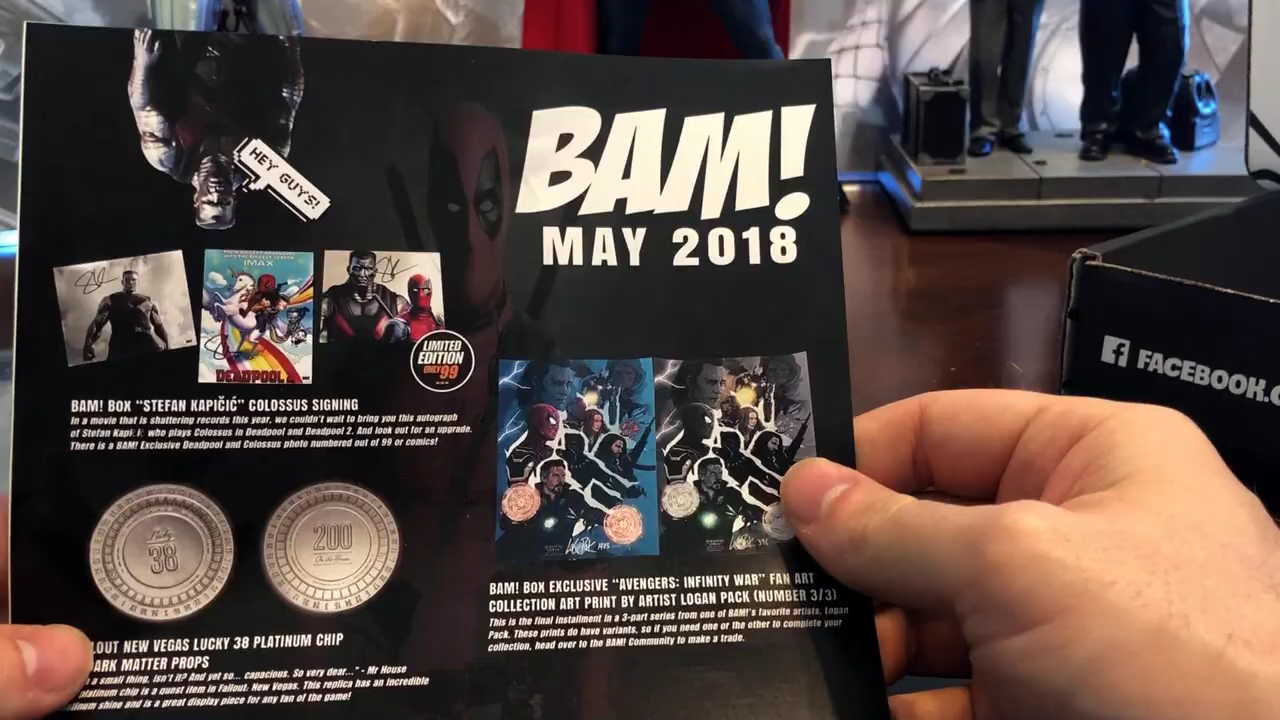 HEY GUYS!
BAM!
MAY 2018
IMAX
DEADPOOL 2
LIMITED
EDITION
ONLY 99
BAM! BOX "STEFAN KAPIČIĆ" COLOSSUS SIGNING
In a movie that is shattering records this year, we couldn't wait to bring you this autograph
of Stefan Kapi. who plays Colossus in Deadpool and Deadpool 2. And look out for an upgrade.
There is a BAM! Exclusive Deadpool and Colossus photo numbered out of 99 or comics!
Lucky
38
200
On the House
LOUT NEW VEGAS LUCKY 38 PLATINUM CHIP
ARK MATTER PROPS
a small thing, isn't it? And yet so... capacious. So very dear..." - Mr House
platinum chip is a quest item in Fallout: New Vegas. This replica has an incredible
tinum shine and is a great display piece for any fan of the game!
BAM! BOX EXCLUSIVE "AVENGERS: INFINITY WAR" FAN ART
COLLECTION ART PRINT BY ARTIST LOGAN PACK (NUMBER 3/3)
This is the final installment in a 3-part series from one of BAM!'s favorite artists, Logan
Pack. These prints do have variants, so if you need one or the other to complete your
collection, head over to the BAM! Community to make a trade.
FACEBOOK.C